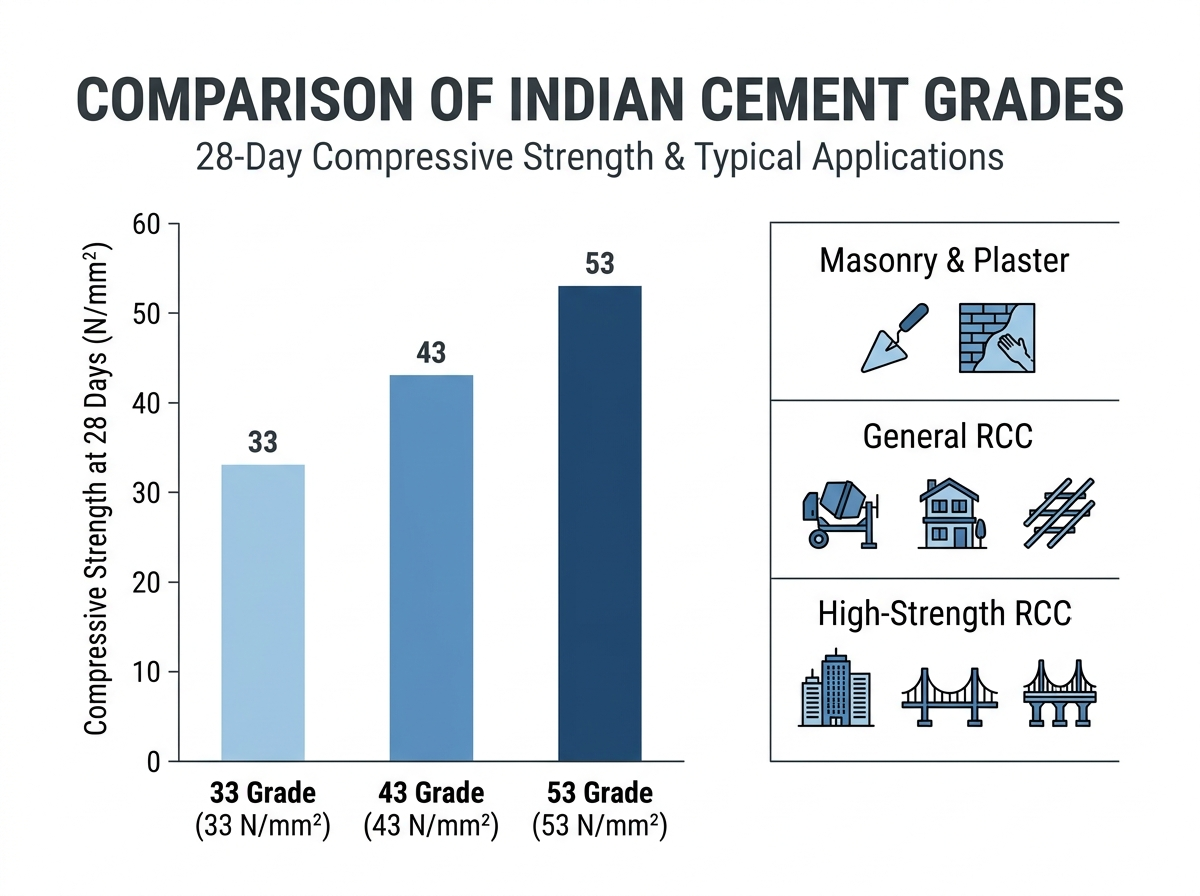 COMPARISON OF INDIAN CEMENT GRADES
28-Day Compressive Strength & Typical Applications
Compressive Strength at 28 Days (N/mm²)
60
50
40
30
20
10
0
33
43
53
33 Grade
(33 N/mm²)
43 Grade
(43 N/mm²)
53 Grade
(53 N/mm²)
Masonry & Plaster
General RCC
High-Strength RCC